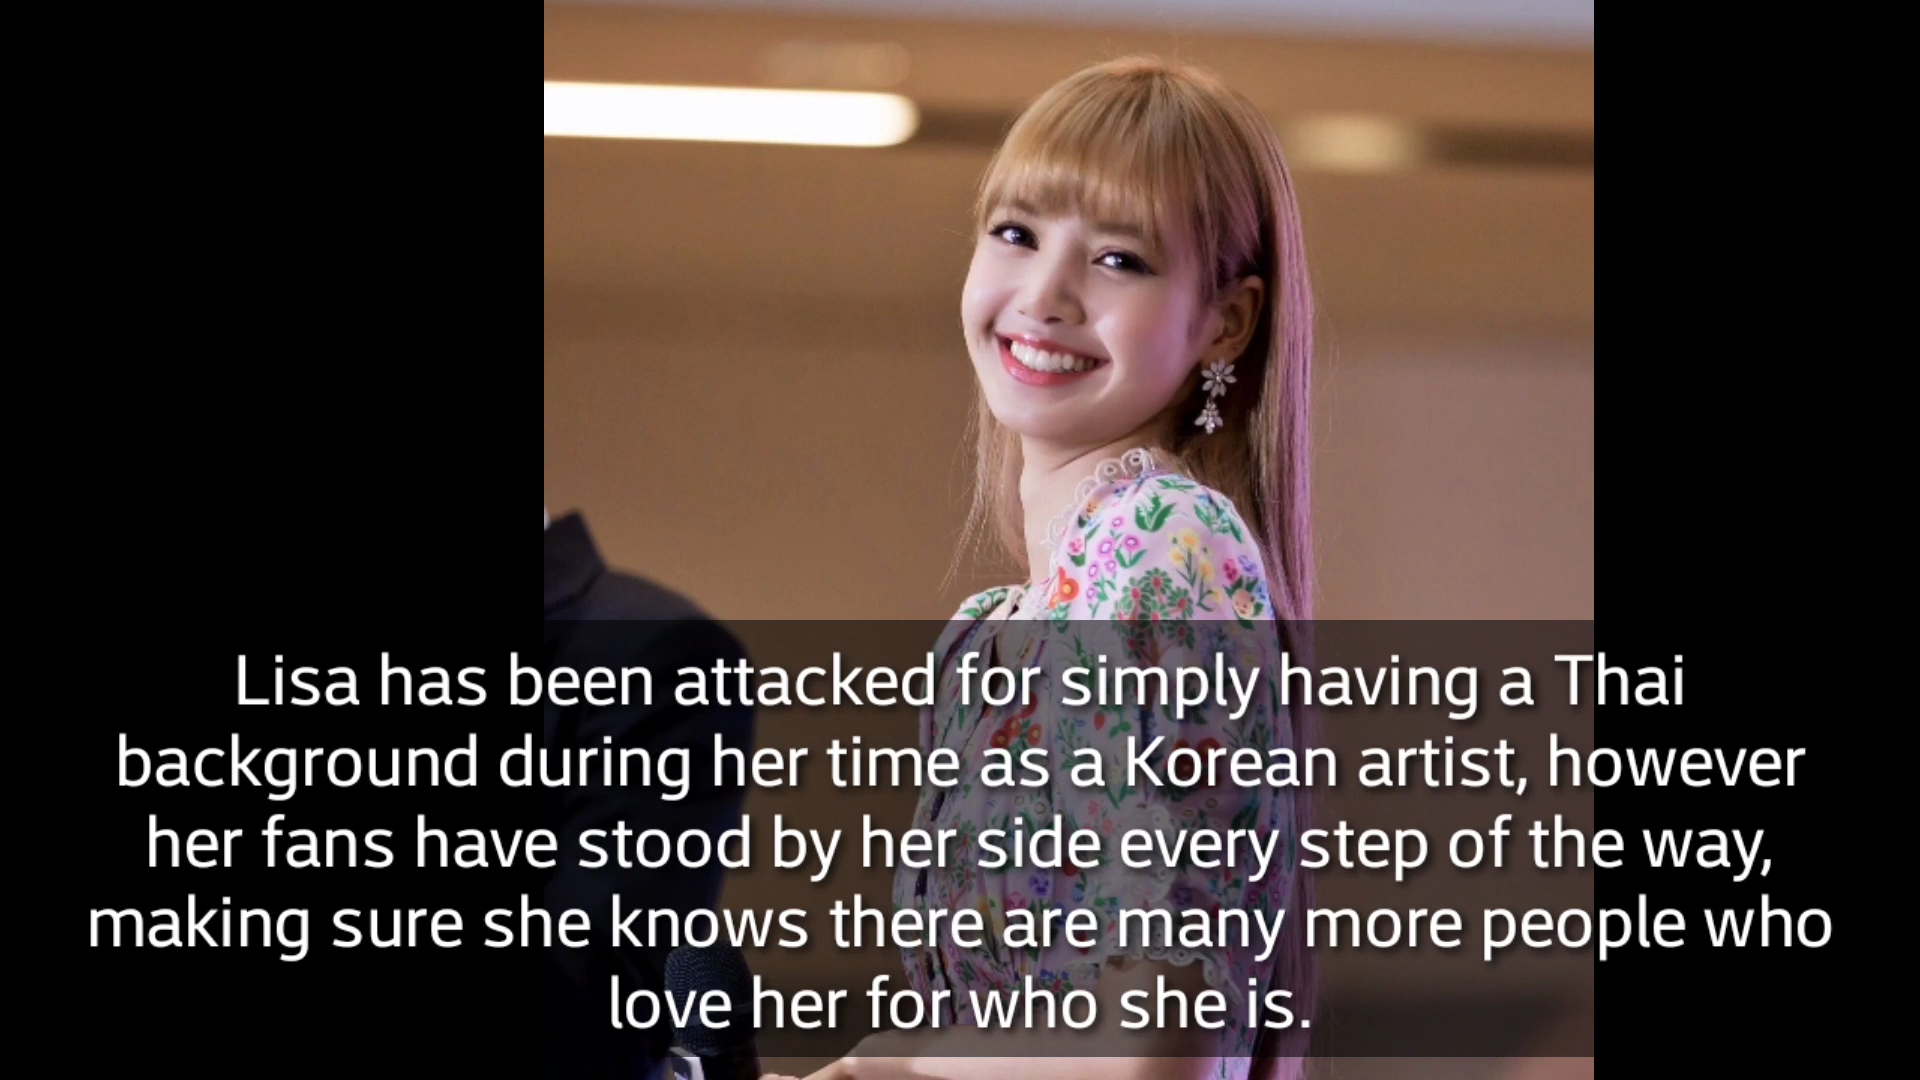 Lisa has been attacked for simply having a Thai
background during her time as a Korean artist, however
her fans have stood by her side every step of the way,
making sure she knows there are many more people who
love her for who she is.